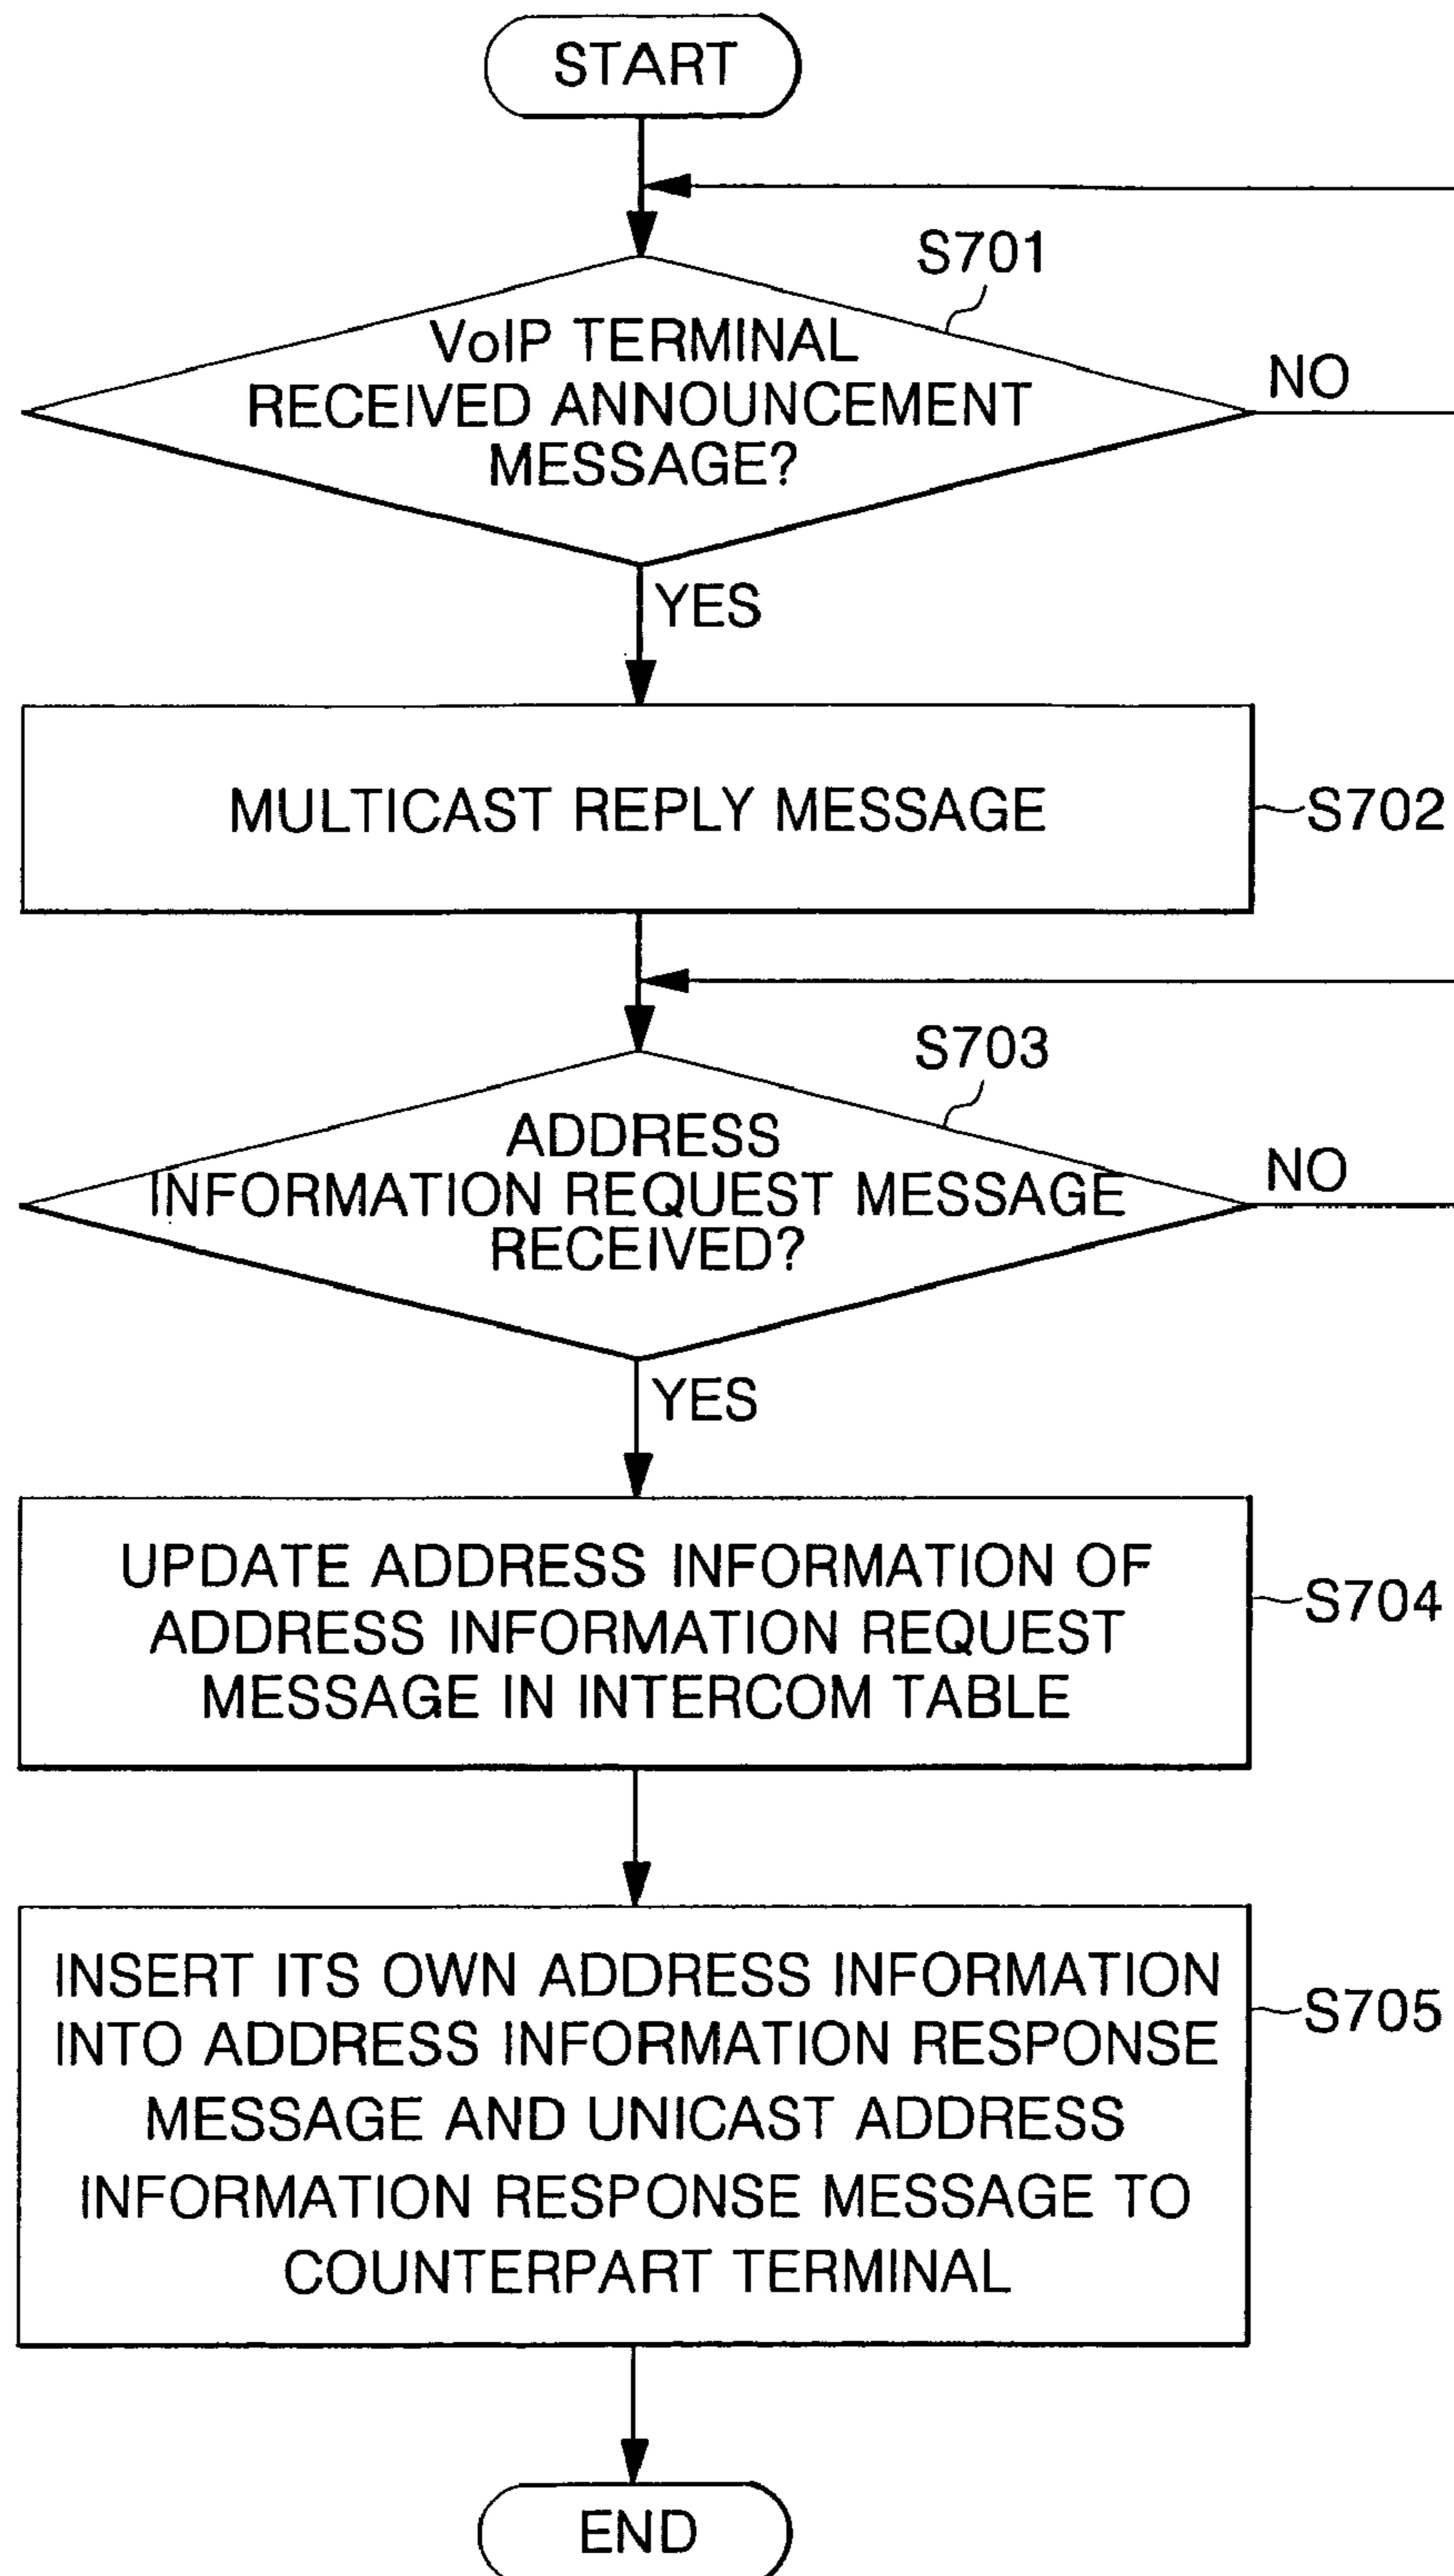 START
S701
VoIP TERMINAL
RECEIVED ANNOUNCEMENT
MESSAGE?
NO
YES
MULTICAST REPLY MESSAGE
S702
S703
ADDRESS
INFORMATION REQUEST MESSAGE
RECEIVED?
NO
YES
UPDATE ADDRESS INFORMATION OF
ADDRESS INFORMATION REQUEST
MESSAGE IN INTERCOM TABLE
S704
INSERT ITS OWN ADDRESS INFORMATION
INTO ADDRESS INFORMATION RESPONSE
MESSAGE AND UNICAST ADDRESS
INFORMATION RESPONSE MESSAGE TO
COUNTERPART TERMINAL
S705
END